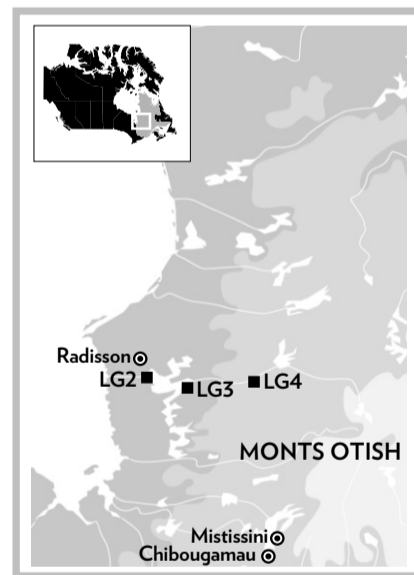 Radisson
LG2
LG3
LG4
MONTS OTISH
Mistissini
Chibougamau